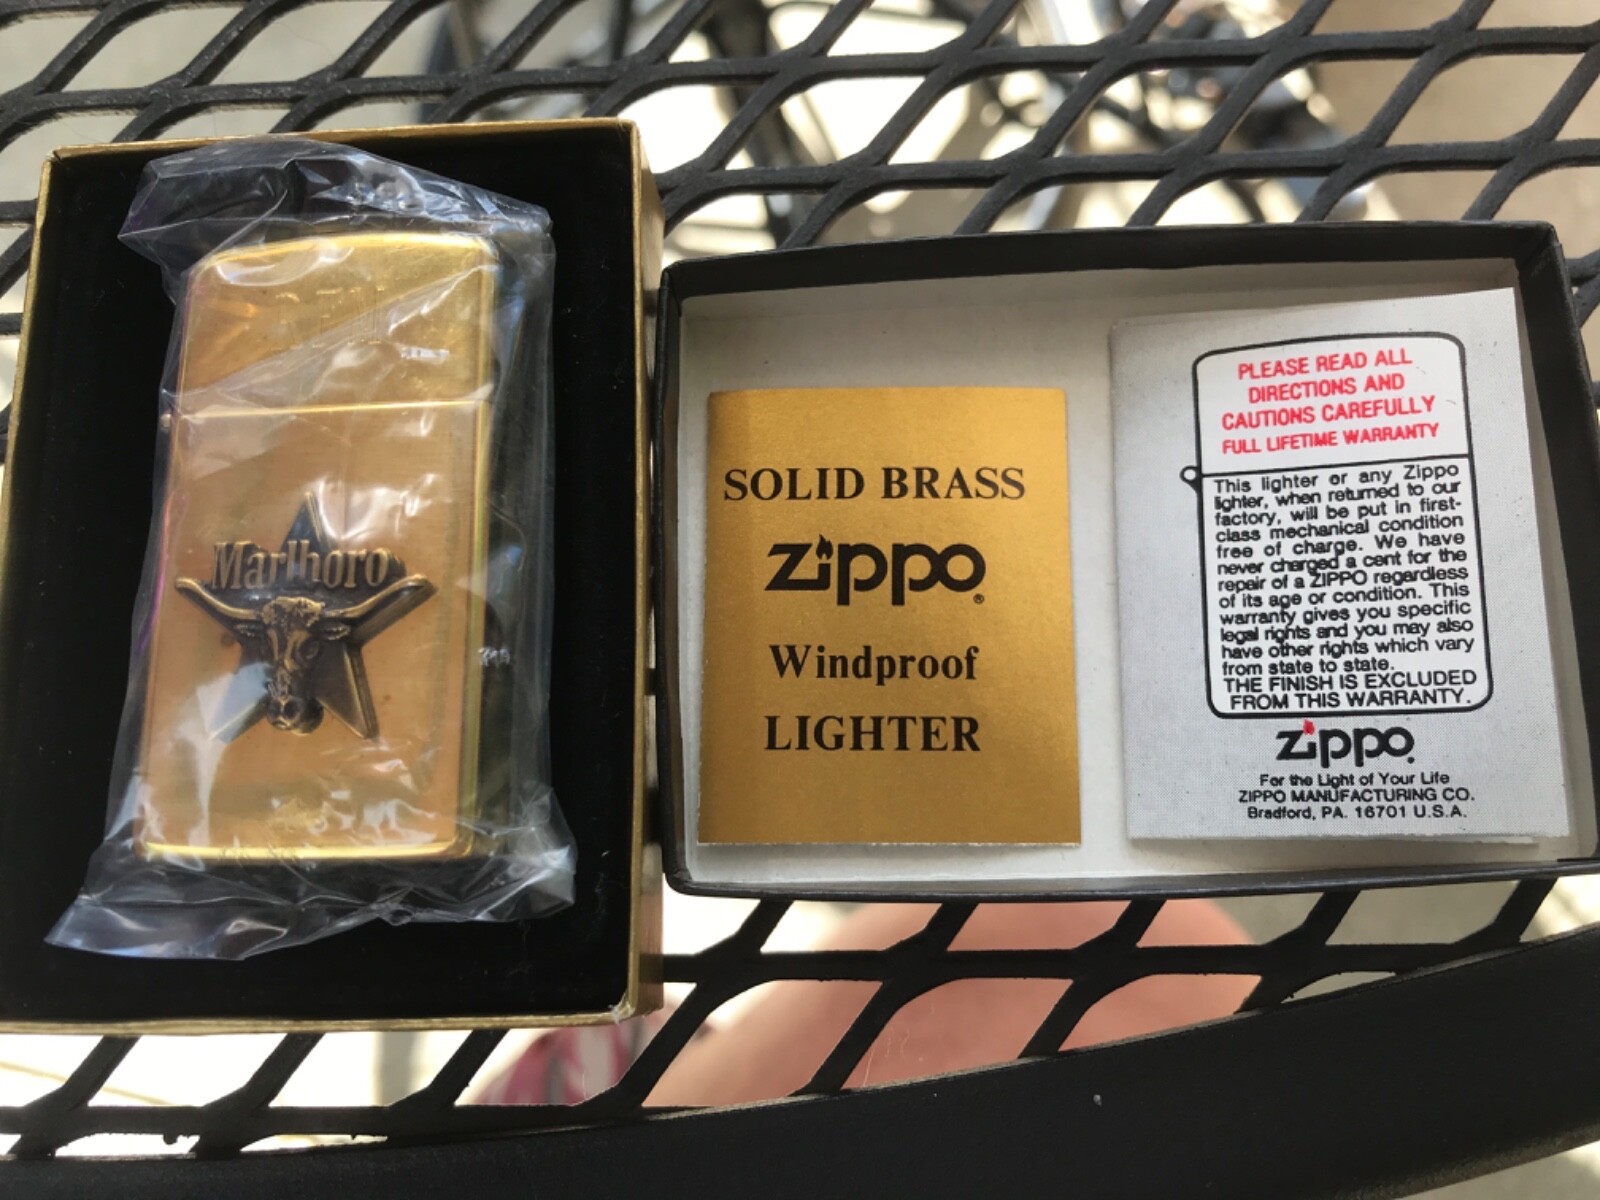 Marlboro
SOLID BRASS
zippo®
Windproof
LIGHTER
PLEASE READ ALL
DIRECTIONS AND
CAUTIONS CAREFULLY
FULL LIFETIME WARRANTY
This lighter or any Zippo
lighter, when returned to our
factory, will be put in first-
class mechanical condition
free of charge. We have
never charged a cent for the
repair of a ZIPPO regardless
of its age or condition. This
warranty gives you specific
legal rights and you may also
have other rights which vary
from state to state.
THE FINISH IS EXCLUDED
FROM THIS WARRANTY.
zippo®
For the Light of Your Life
ZIPPO MANUFACTURING CO.
Bradford, PA. 16701 U.S.A.